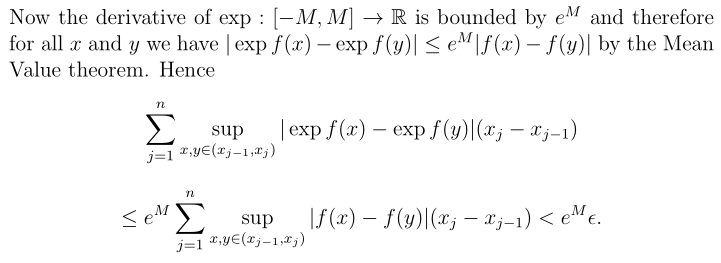 Now the derivative of exp : [−M, M] → ℝ is bounded by e^M and therefore
for all x and y we have | exp f(x) − exp f(y)| ≤ e^M|f(x) − f(y)| by the Mean
Value theorem. Hence
∑_{j=1}^{n} sup_{x,y∈(x_{j−1},x_j)} | exp f(x) − exp f(y)|(x_j − x_{j−1})
≤ e^M ∑_{j=1}^{n} sup_{x,y∈(x_{j−1},x_j)} |f(x) − f(y)|(x_j − x_{j−1}) < e^M ϵ.